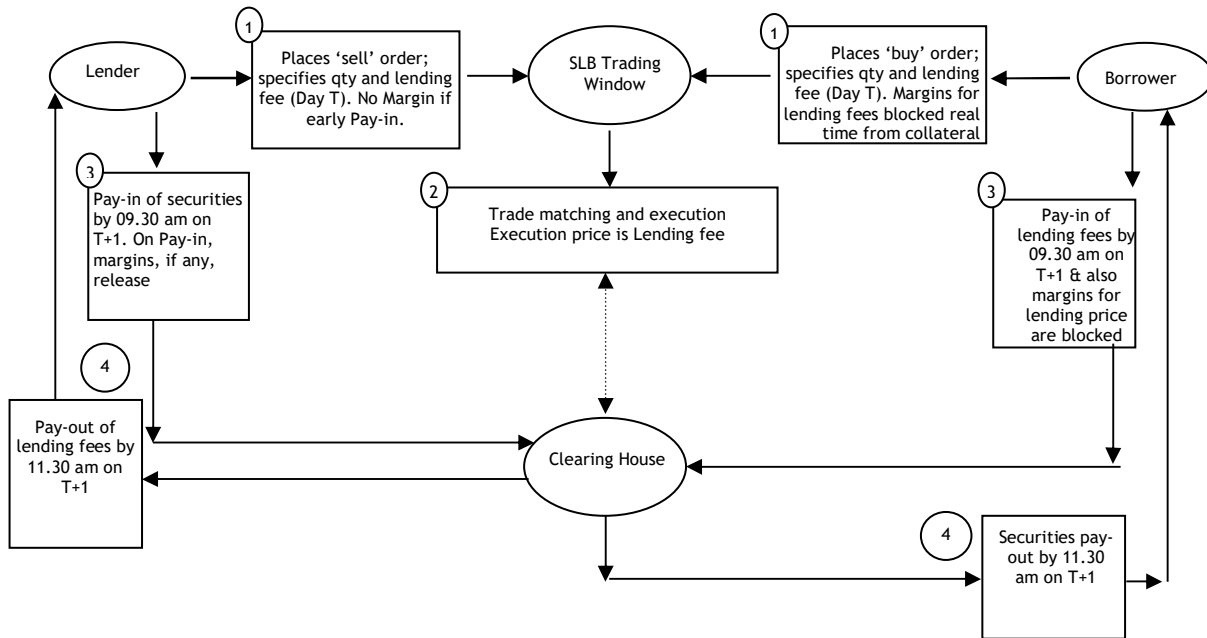 1
Places ‘sell’ order;
specifies qty and lending
fee (Day T). No Margin if
early Pay-in.
Lender
SLB Trading
Window
1
Places ‘buy’ order;
specifies qty and lending
fee (Day T). Margins for
lending fees blocked real
time from collateral
Borrower
3
Pay-in of securities
by 09.30 am on
T+1. On Pay-in,
margins, if any,
release
2
Trade matching and execution
Execution price is Lending fee
3
Pay-in of
lending fees by
09.30 am on
T+1 & also
margins for
lending price
are blocked
4
Pay-out of
lending fees by
11.30 am on
T+1
Clearing House
4
Securities pay-
out by 11.30
am on T+1